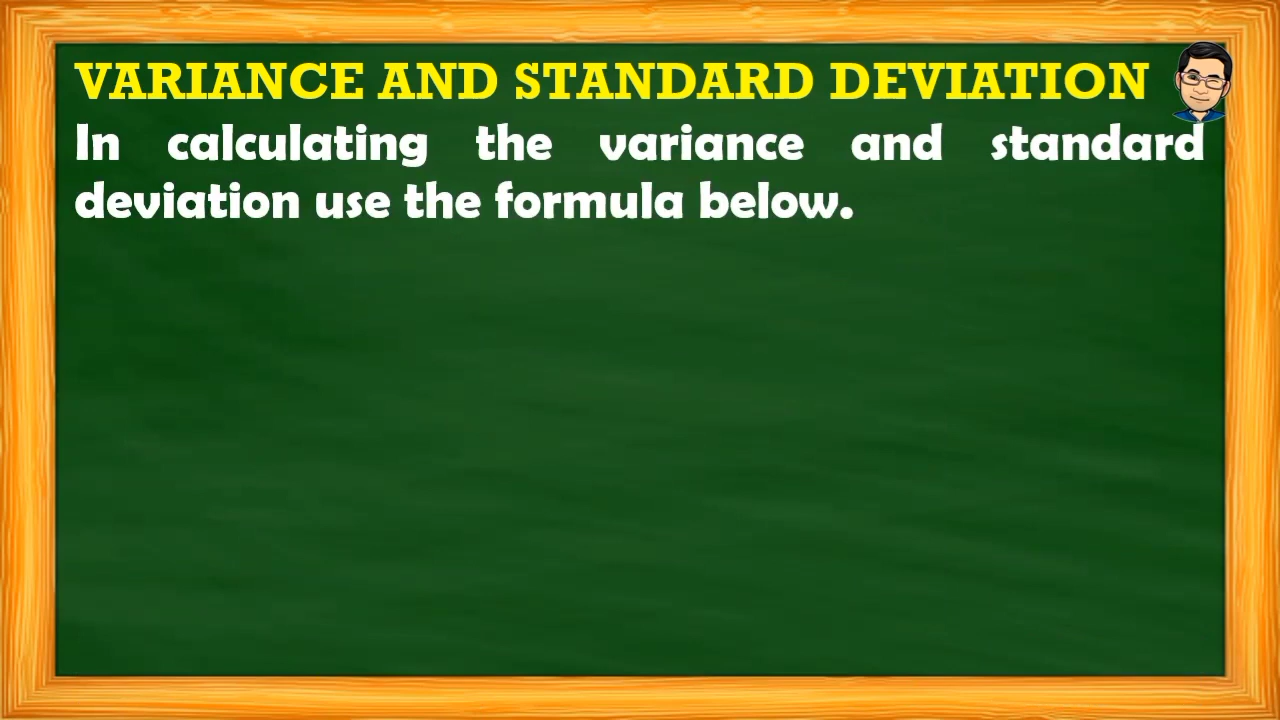 VARIANCE AND STANDARD DEVIATION
In calculating the variance and standard
deviation use the formula below.